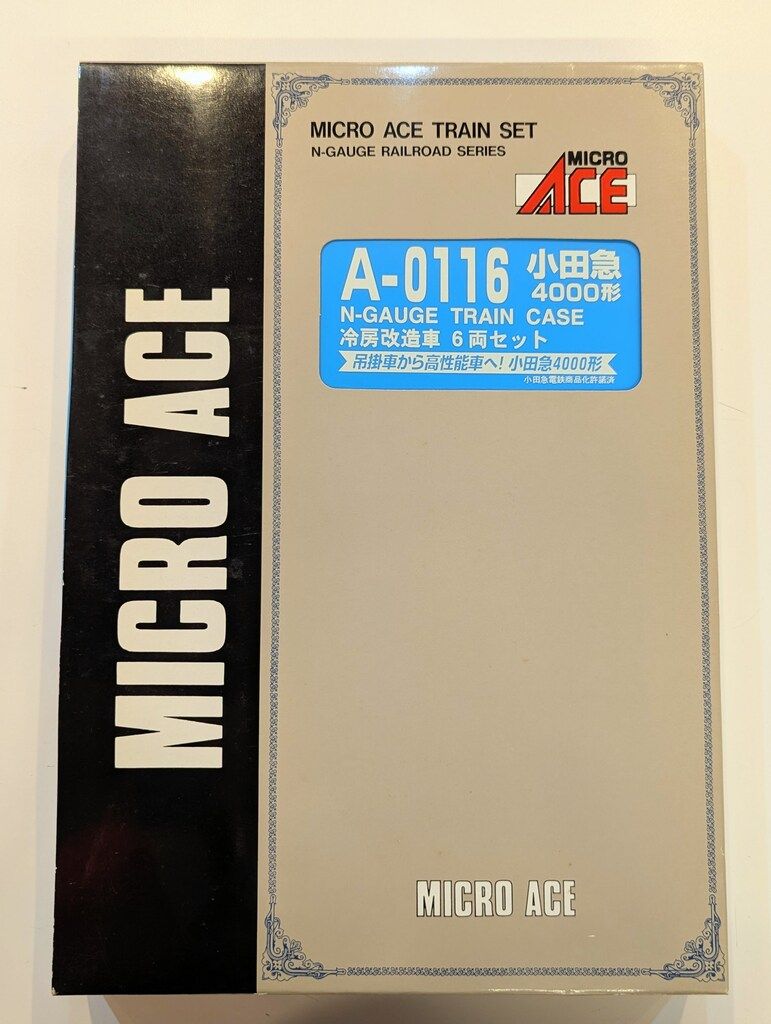 MICRO ACE
MICRO ACE TRAIN SET
N-GAUGE RAILROAD SERIES
MICRO
ACE
A-0116 小田急
4000形
N-GAUGE TRAIN CASE
冷房改造車 6両セット
吊掛車から高性能車へ!小田急4000形
小田急電鉄商品化許諾済
MICRO ACE